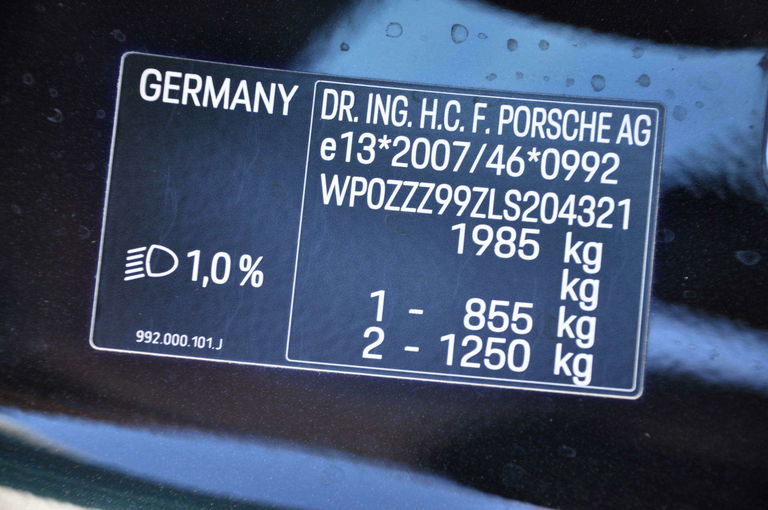 GERMANY
DR. ING. H.C. F. PORSCHE AG
e13*2007/46*0992
WP0ZZZ99ZLS204321
1985 kg
kg
1 - 855 kg
2 - 1250 kg
1,0 %
992.000.101.J